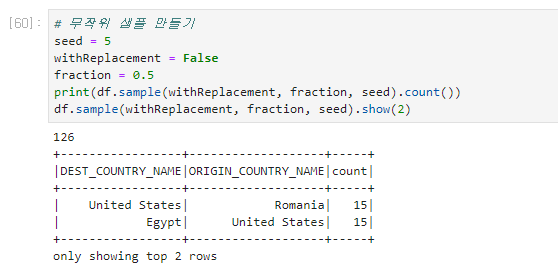 [60]: # 무작위 샘플 만들기
seed = 5
withReplacement = False
fraction = 0.5
print(df.sample(withReplacement, fraction, seed).count())
df.sample(withReplacement, fraction, seed).show(2)
126
+-----------------+-------------------+-----+
|DEST_COUNTRY_NAME|ORIGIN_COUNTRY_NAME|count|
+-----------------+-------------------+-----+
|    United States|            Romania|   15|
|            Egypt|      United States|   15|
+-----------------+-------------------+-----+
only showing top 2 rows